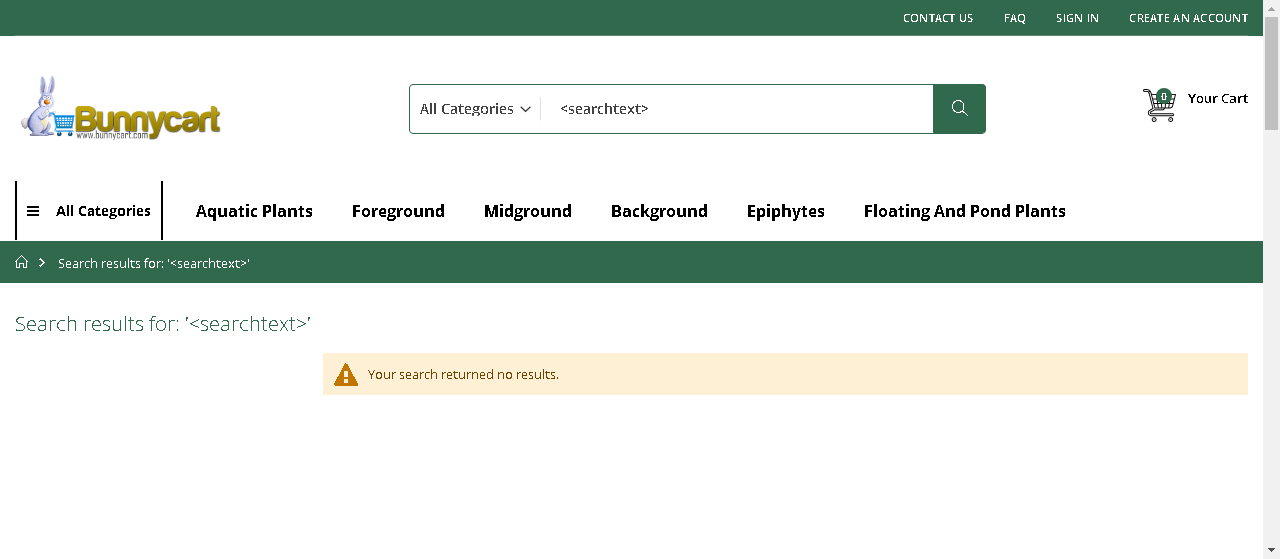 CONTACT US FAQ SIGN IN CREATE AN ACCOUNT
Bunnycart
www.bunnycart.com
All Categories <searchtext>
0 Your Cart
All Categories Aquatic Plants Foreground Midground Background Epiphytes Floating And Pond Plants
Search results for: '<searchtext>'
Search results for: '<searchtext>'
Your search returned no results.